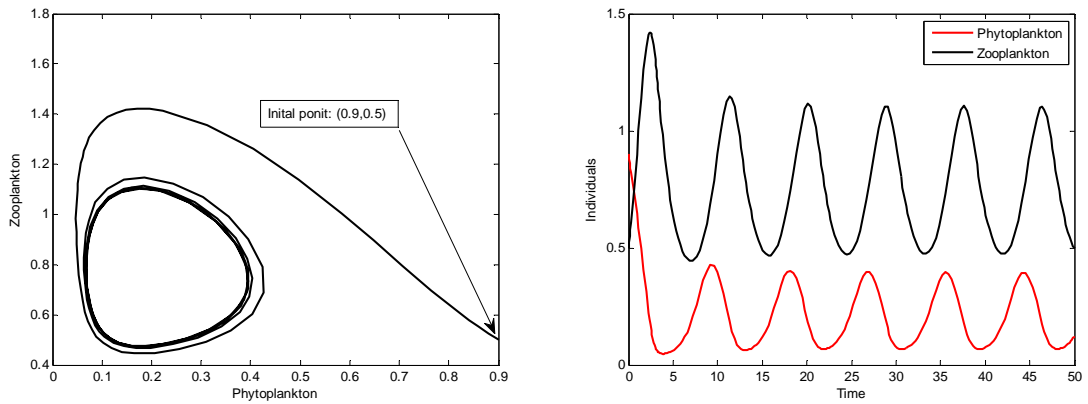 1.8
1.6
1.4
1.2
1
0.8
0.6
0.4
Zooplankton
Inital ponit: (0.9,0.5)
0 0.1 0.2 0.3 0.4 0.5 0.6 0.7 0.8 0.9
Phytoplankton
1.5
1
0.5
0
Individuals
Phytoplankton
Zooplankton
0 5 10 15 20 25 30 35 40 45 50
Time